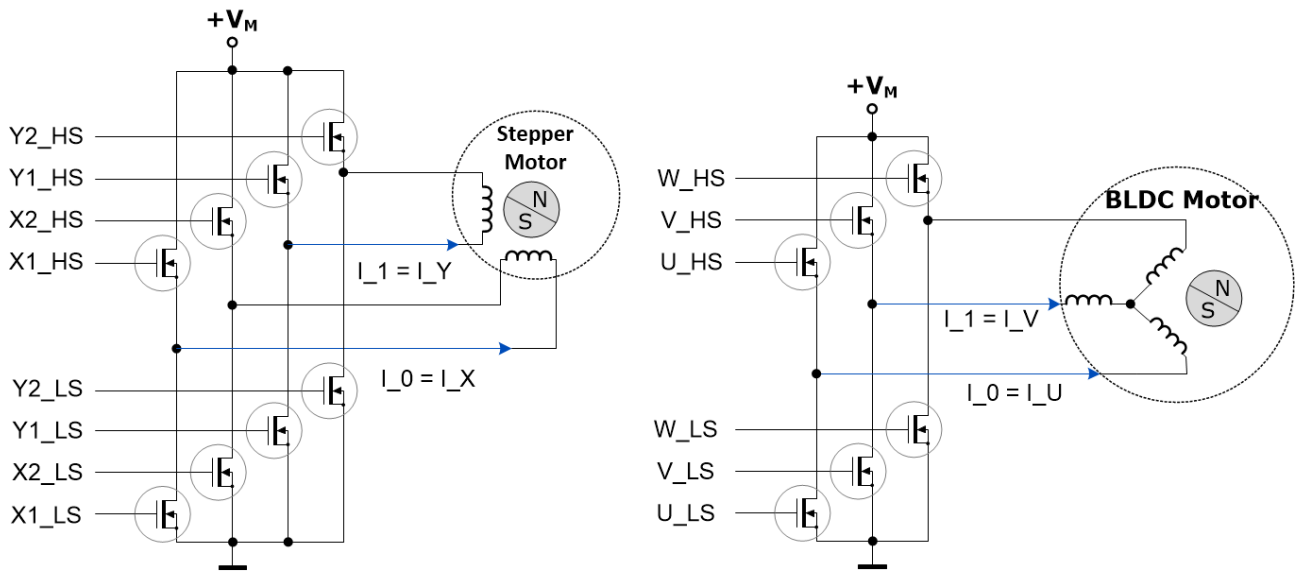 +VM
Y2_HS
Y1_HS
X2_HS
X1_HS
Stepper
Motor
N
S
I_1 = I_Y
I_0 = I_X
Y2_LS
Y1_LS
X2_LS
X1_LS
+VM
W_HS
V_HS
U_HS
BLDC Motor
N
S
I_1 = I_V
I_0 = I_U
W_LS
V_LS
U_LS